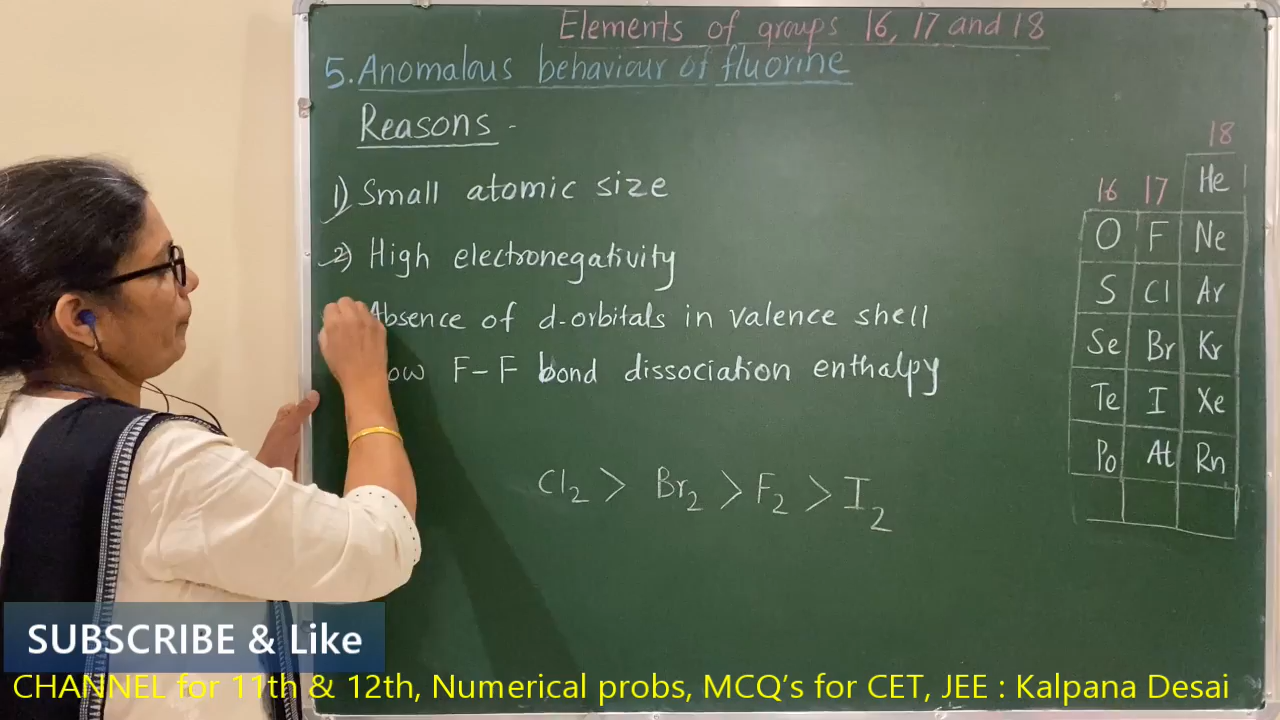 Elements of groups 16, 17 and 18
5. Anomalous behaviour of fluorine
Reasons -
1) Small atomic size
2) High electronegativity
Absence of d-orbitals in valence shell
F-F bond dissociation enthalpy
Cl2 > Br2 > F2 > I2
18
16 17 He
O F Ne
S Cl Ar
Se Br Kr
Te I Xe
Po At Rn
SUBSCRIBE & Like
CHANNEL for 11th & 12th, Numerical probs, MCQ's for CET, JEE : Kalpana Desai